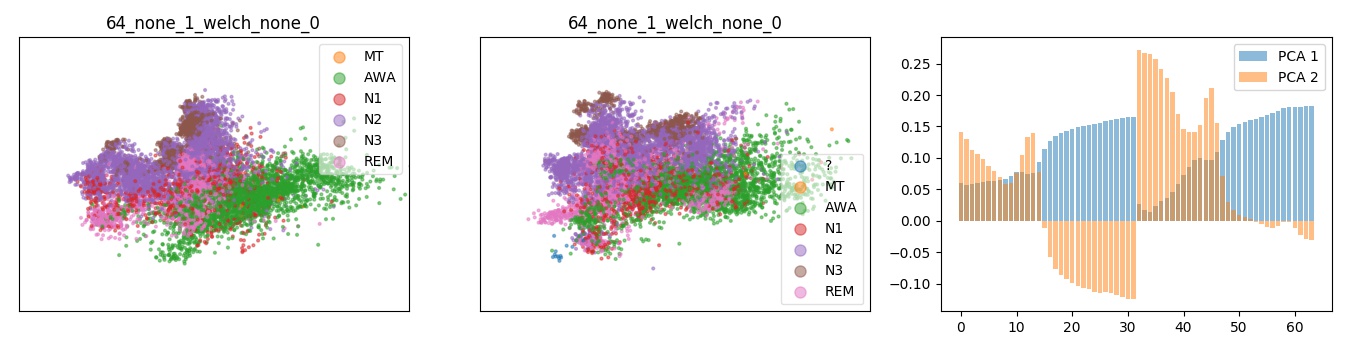 64_none_1_welch_none_0
MT
AWA
N1
N2
N3
REM
64_none_1_welch_none_0
?
MT
AWA
N1
N2
N3
REM
PCA 1
PCA 2
0.25
0.20
0.15
0.10
0.05
0.00
−0.05
−0.10
0 10 20 30 40 50 60